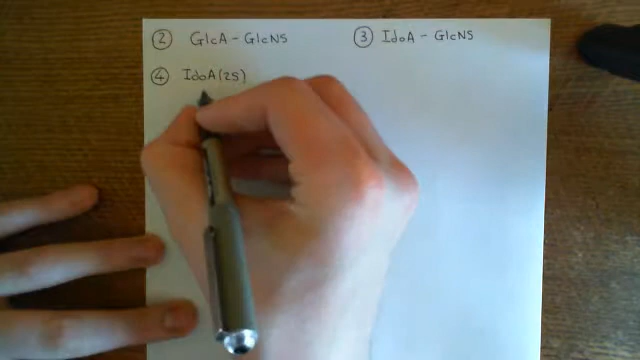 ② GlcA - GlcNS ③ IdoA - GlcNS
④ IdoA(2S)